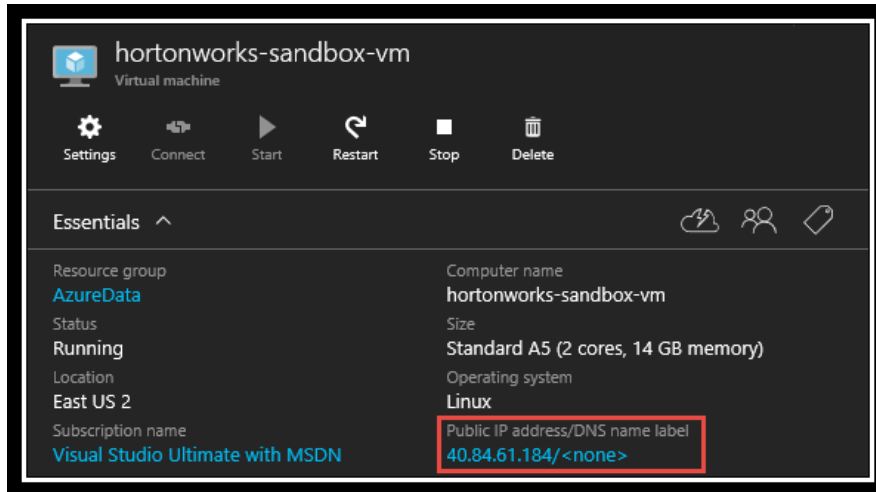 hortonworks-sandbox-vm
Virtual machine
Settings Connect Start Restart Stop Delete
Essentials
Resource group
AzureData
Status
Running
Location
East US 2
Subscription name
Visual Studio Ultimate with MSDN
Computer name
hortonworks-sandbox-vm
Size
Standard A5 (2 cores, 14 GB memory)
Operating system
Linux
Public IP address/DNS name label
40.84.61.184/<none>